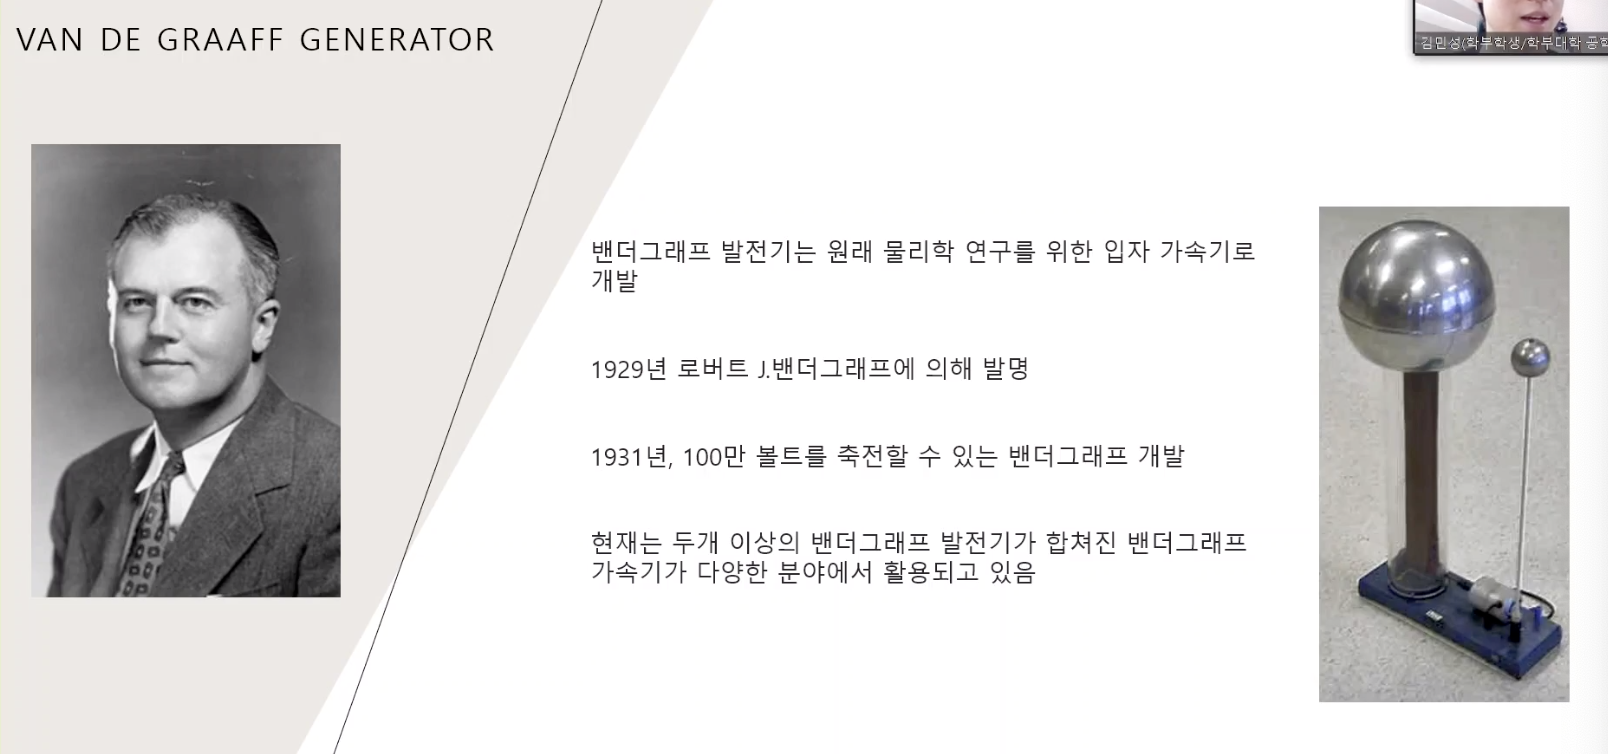 VAN DE GRAAFF GENERATOR
김민성(학부학생/학부대학 공학
밴더그래프 발전기는 원래 물리학 연구를 위한 입자 가속기로
개발
1929년 로버트 J.밴더그래프에 의해 발명
1931년, 100만 볼트를 축전할 수 있는 밴더그래프 개발
현재는 두개 이상의 밴더그래프 발전기가 합쳐진 밴더그래프
가속기가 다양한 분야에서 활용되고 있음